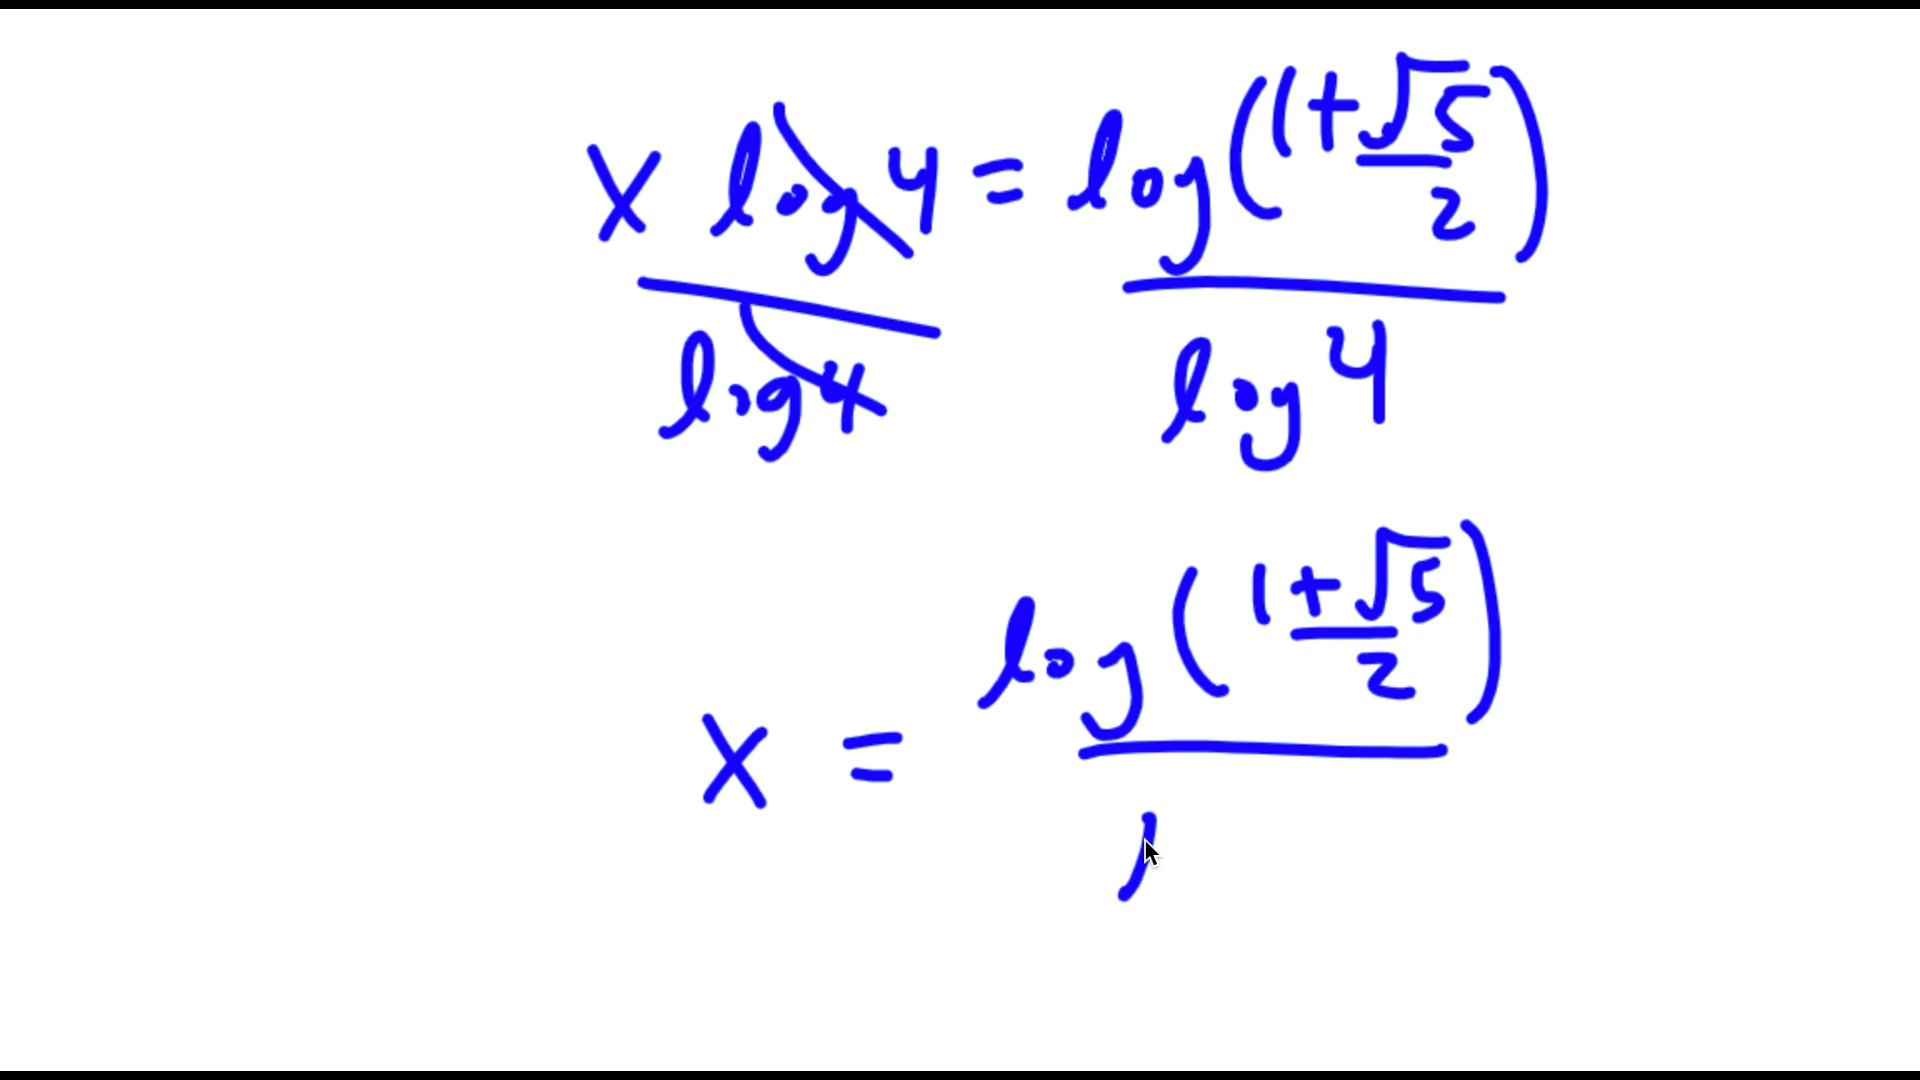 x log 4 = log((1+√5)/2)
log 4 log 4
x = log((1+√5)/2)